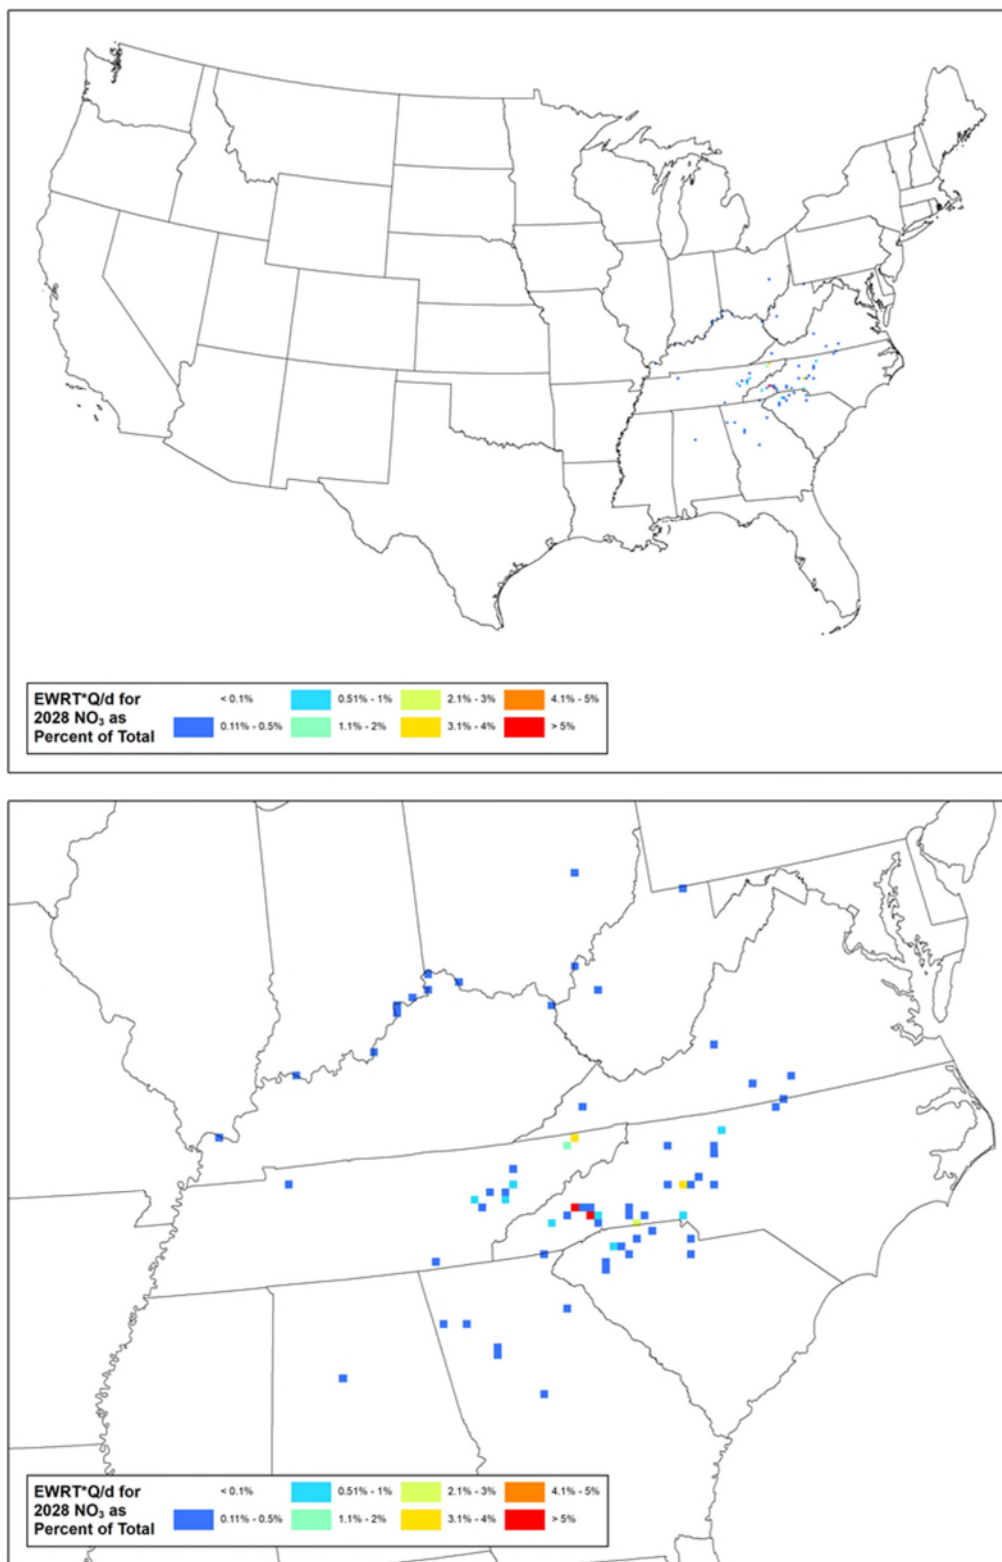 EWRT*Q/d for
2028 NO₃ as
Percent of Total
< 0.1%
0.51% - 1%
2.1% - 3%
4.1% - 5%
0.11% - 0.5%
1.1% - 2%
3.1% - 4%
> 5%
EWRT*Q/d for
2028 NO₃ as
Percent of Total
< 0.1%
0.51% - 1%
2.1% - 3%
4.1% - 5%
0.11% - 0.5%
1.1% - 2%
3.1% - 4%
> 5%